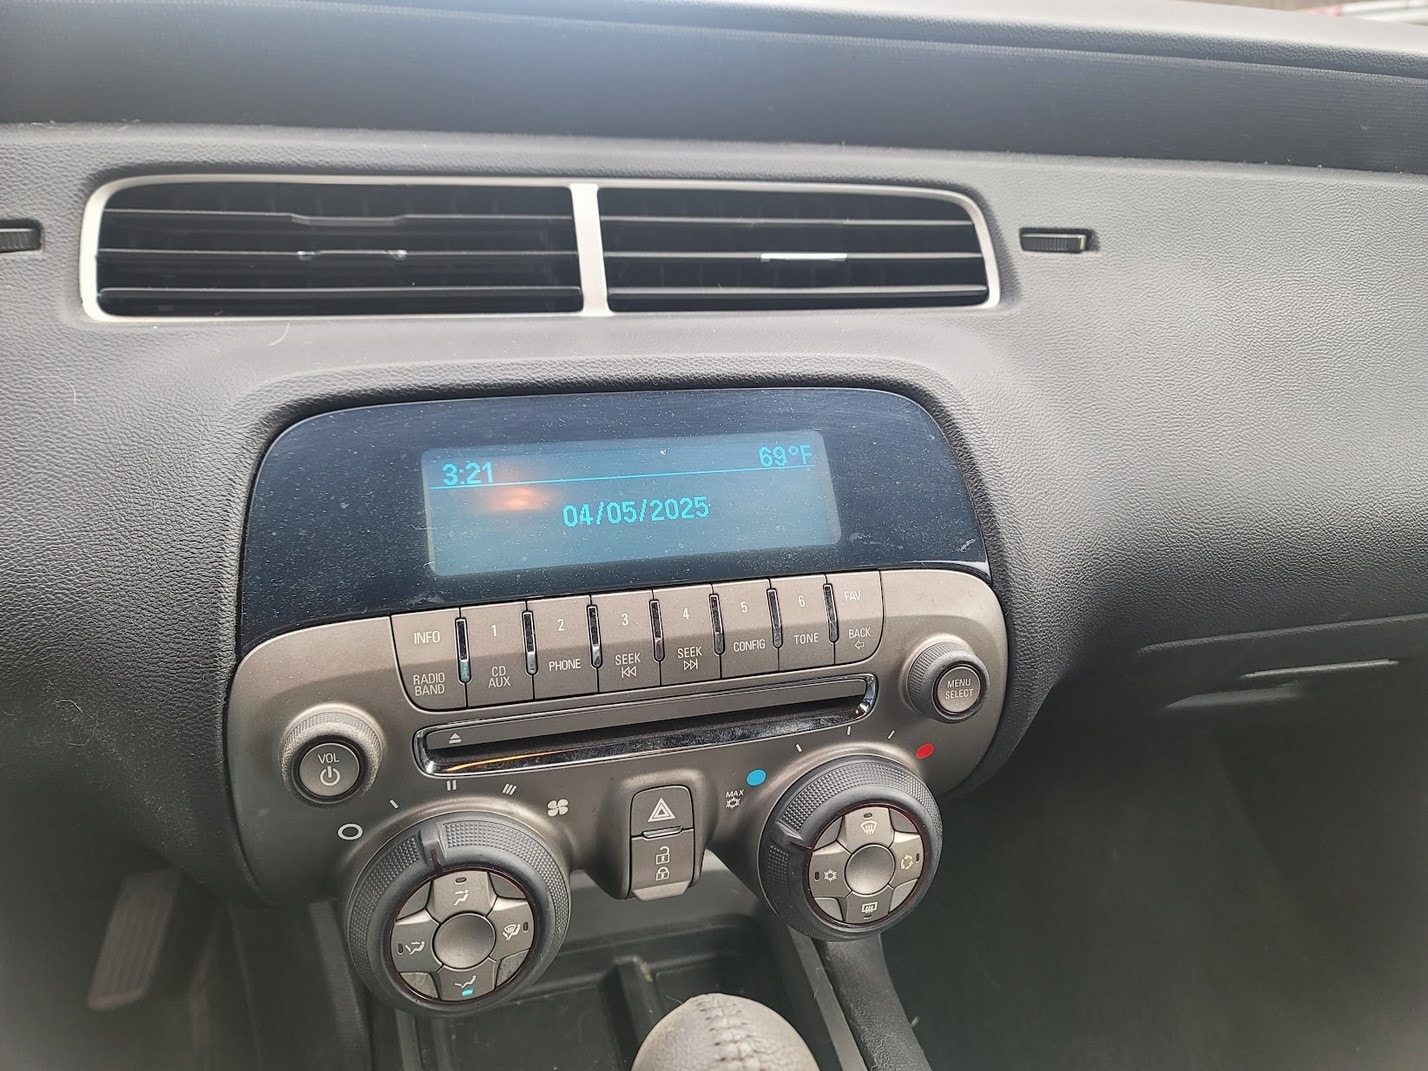 3:21 69°F
04/05/2025
INFO 1 2 3 4 5 6 FAV
RADIO BAND
CD AUX
PHONE
SEEK
SEEK
CONFIG
TONE
BACK
VOL
MENU SELECT
MAX